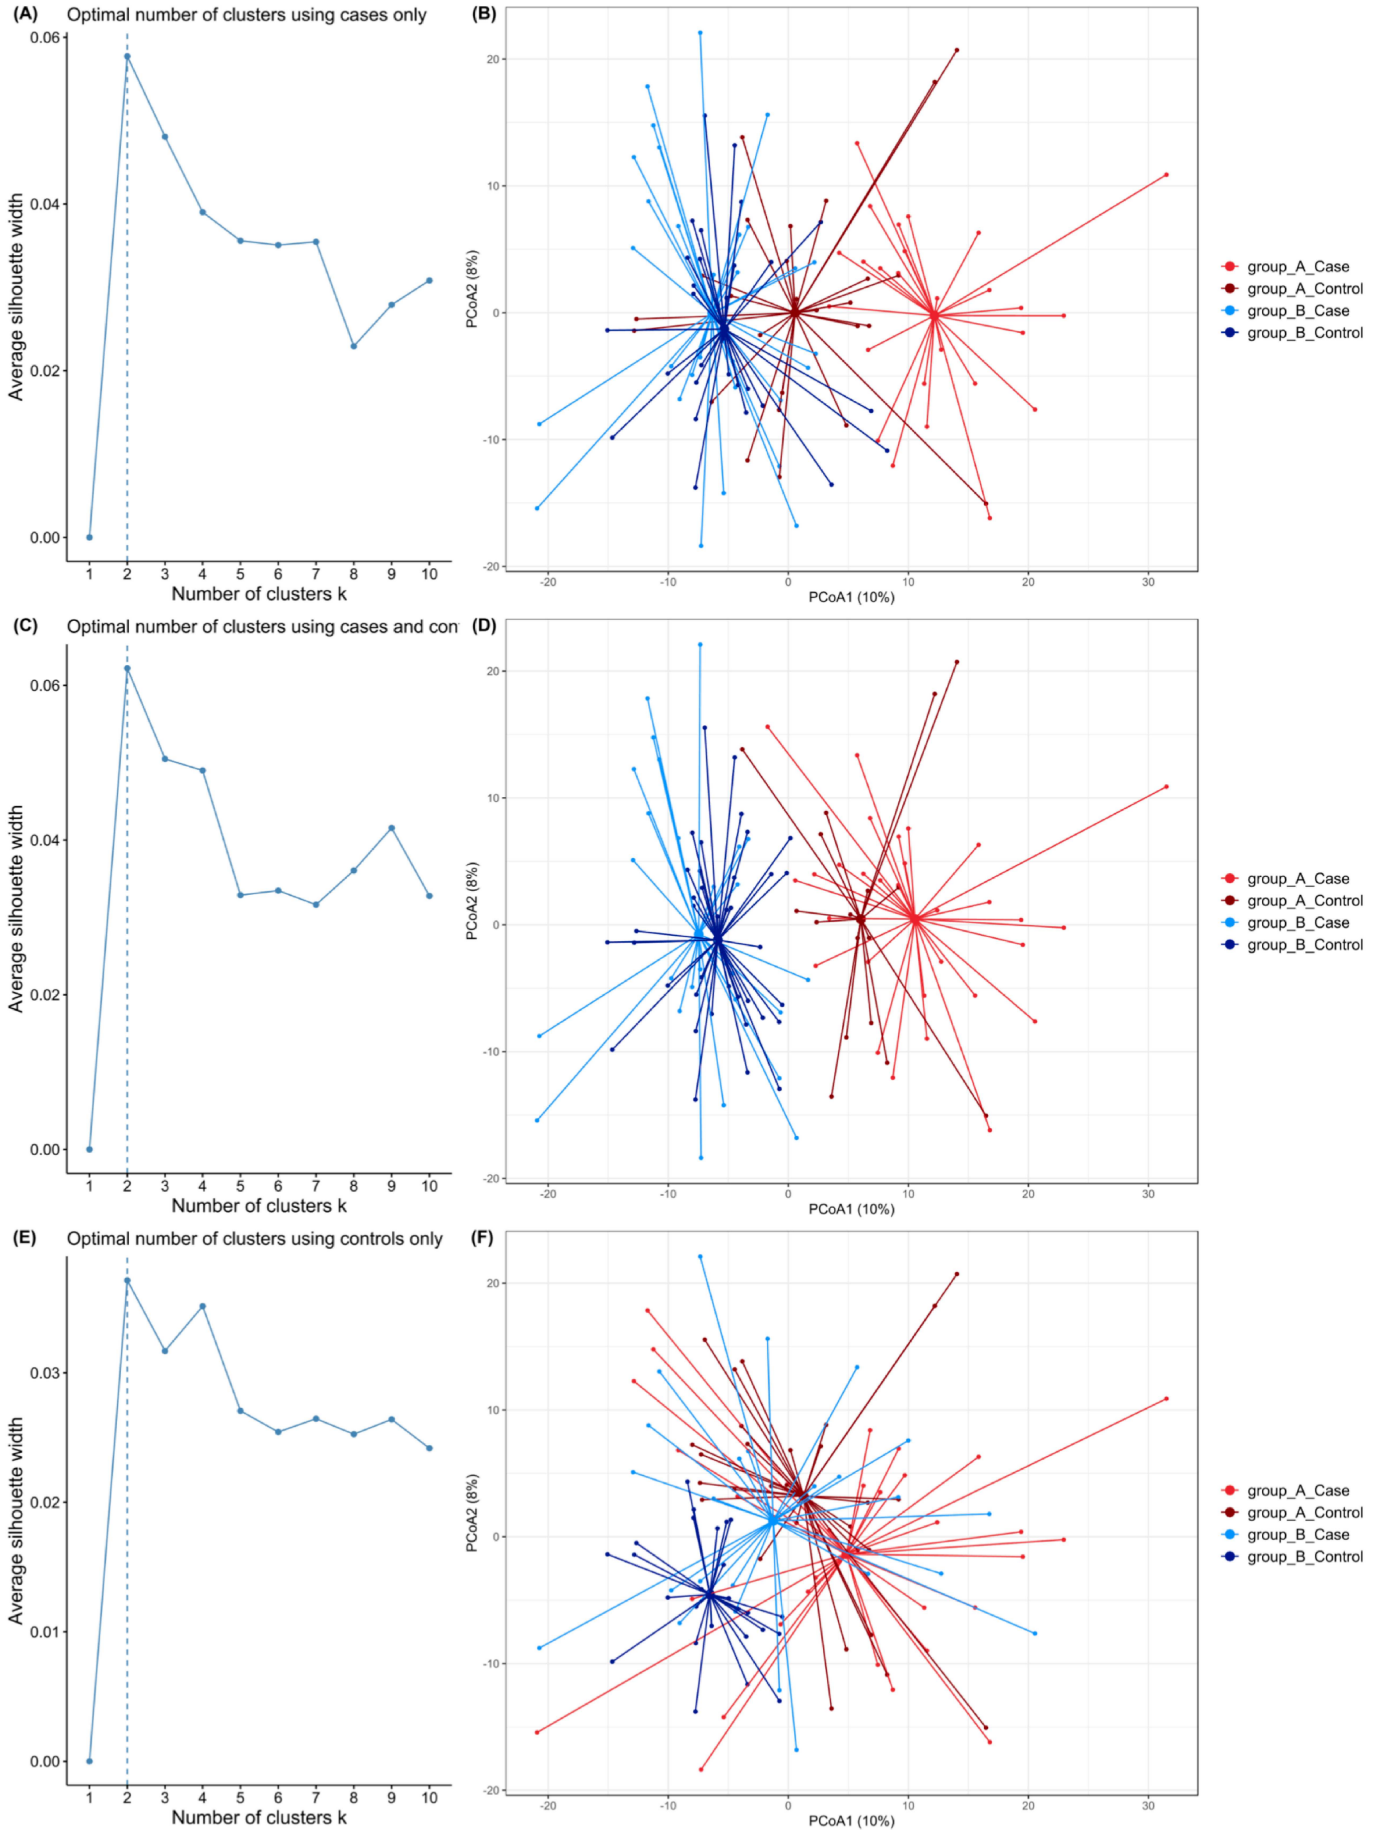 (A) Optimal number of clusters using cases only
0.06
0.04
0.02
0.00
Average silhouette width
1 2 3 4 5 6 7 8 9 10
Number of clusters k
(B)
20
10
0
-10
-20
PCoA2 (8%)
-20 -10 0 10 20 30
PCoA1 (10%)
group_A_Case
group_A_Control
group_B_Case
group_B_Control
(C) Optimal number of clusters using cases and con
0.06
0.04
0.02
0.00
Average silhouette width
1 2 3 4 5 6 7 8 9 10
Number of clusters k
(D)
20
10
0
-10
-20
PCoA2 (8%)
-20 -10 0 10 20 30
PCoA1 (10%)
group_A_Case
group_A_Control
group_B_Case
group_B_Control
(E) Optimal number of clusters using controls only
0.03
0.02
0.01
0.00
Average silhouette width
1 2 3 4 5 6 7 8 9 10
Number of clusters k
(F)
20
10
0
-10
-20
PCoA2 (8%)
-20 -10 0 10 20 30
PCoA1 (10%)
group_A_Case
group_A_Control
group_B_Case
group_B_Control